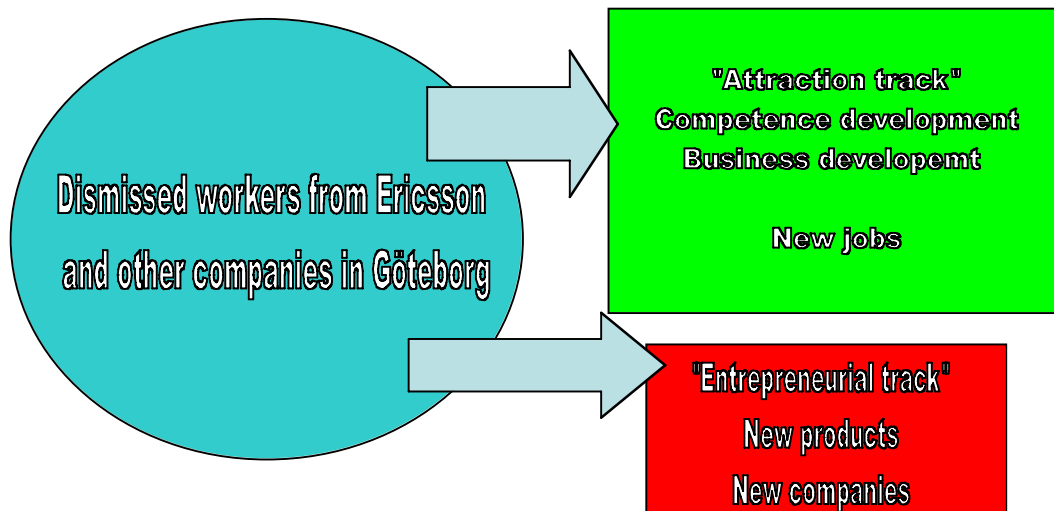 Dismissed workers from Ericsson
and other companies in Göteborg
"Attraction track"
Competence development
Business developemt
New jobs
"Entrepreneurial track"
New products
New companies